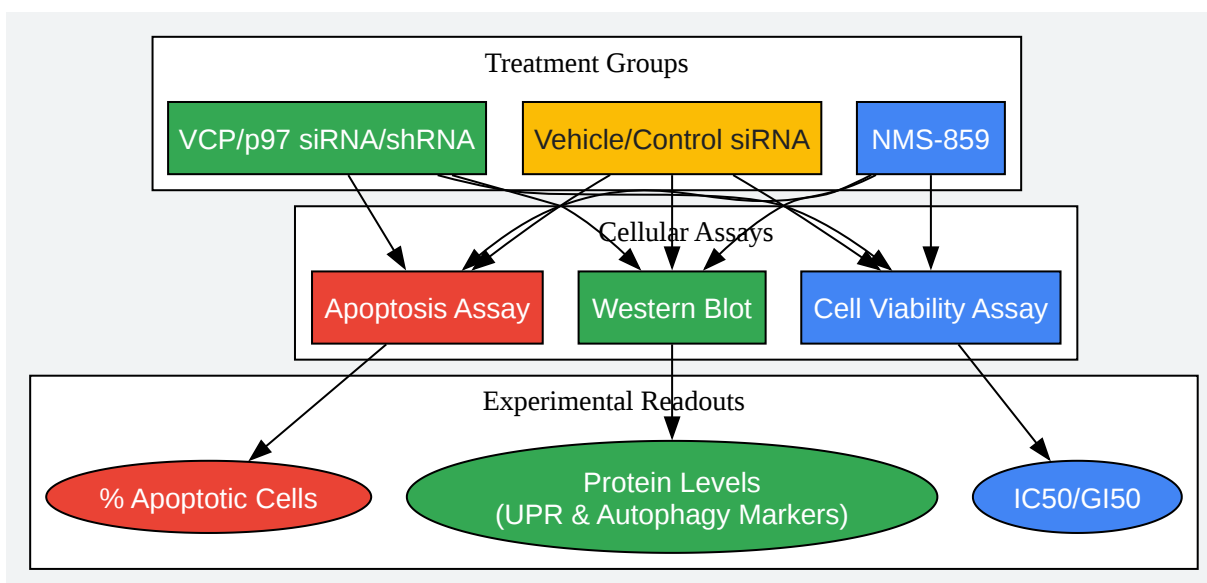 Treatment Groups
VCP/p97 siRNA/shRNA
Vehicle/Control siRNA
NMS-859
Cellular Assays
Apoptosis Assay
Western Blot
Cell Viability Assay
Experimental Readouts
% Apoptotic Cells
Protein Levels
(UPR & Autophagy Markers)
IC50/GI50